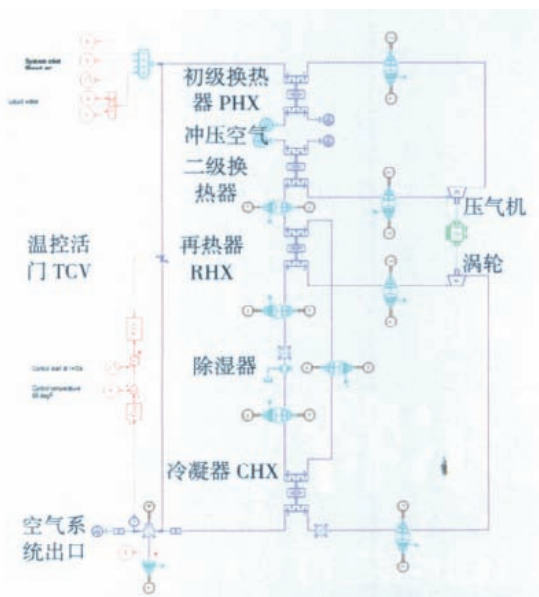 初级换热
器 PHX
冲压空气
二级换
热器
压气机
温控活
门 TCV
再热器
RHX
涡轮
除湿器
冷凝器 CHX
空气系
统出口